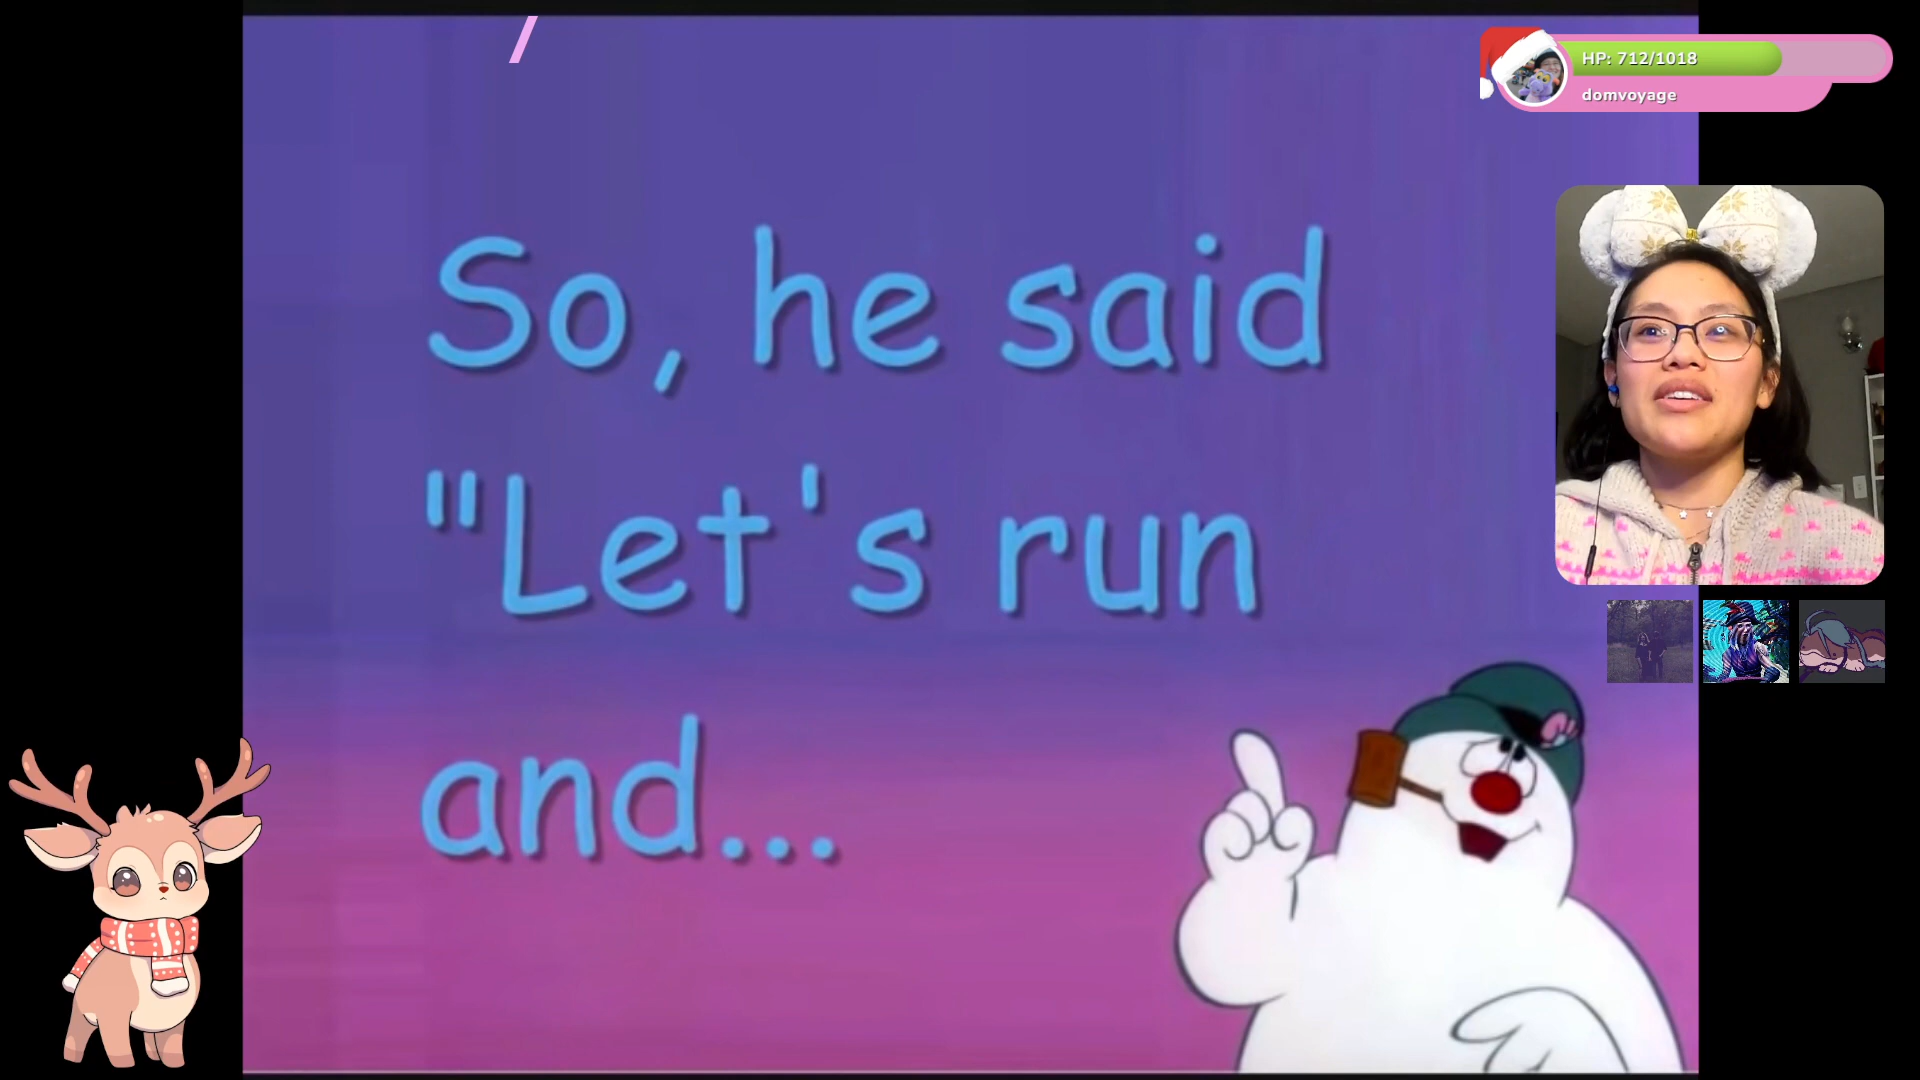 HP: 712/1018
domvoyage
So, he said
"Let's run
and...